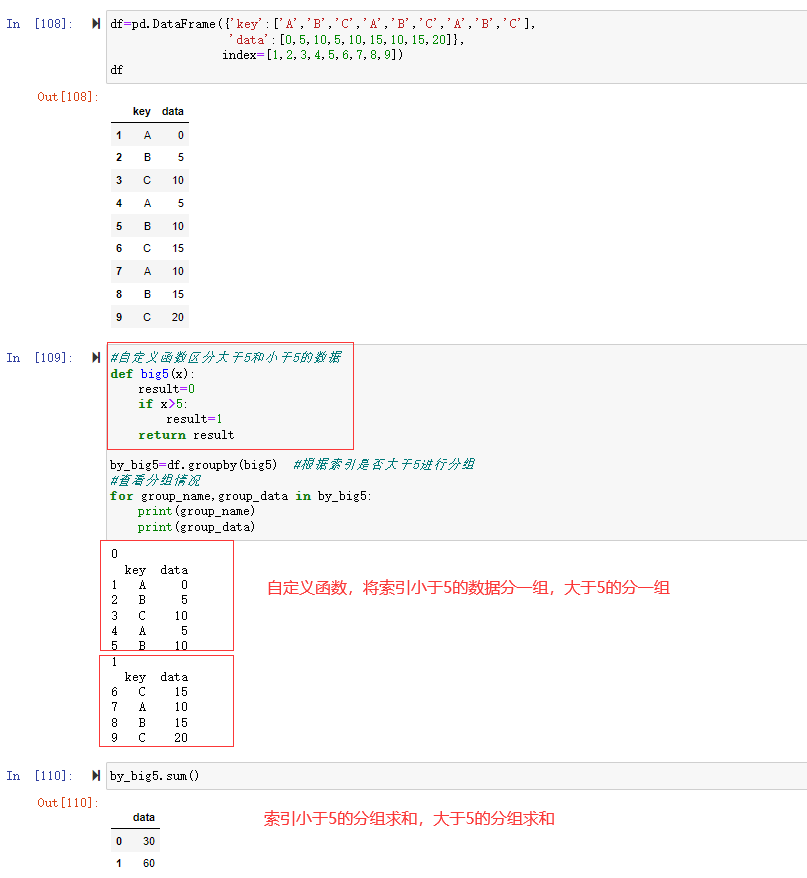 In [108]: df=pd.DataFrame({'key':['A','B','C','A','B','C','A','B','C'],
'data':[0,5,10,5,10,15,10,15,20]},
index=[1,2,3,4,5,6,7,8,9])
df
Out[108]:
key data
1 A 0
2 B 5
3 C 10
4 A 5
5 B 10
6 C 15
7 A 10
8 B 15
9 C 20
In [109]: #自定义函数区分大于5和小于5的数据
def big5(x):
result=0
if x>5:
result=1
return result
by_big5=df.groupby(big5) #根据索引是否大于5进行分组
#查看分组情况
for group_name,group_data in by_big5:
print(group_name)
print(group_data)
0
key data
1 A 0
2 B 5
3 C 10
4 A 5
5 B 10
自定义函数，将索引小于5的数据分一组，大于5的分一组
1
key data
6 C 15
7 A 10
8 B 15
9 C 20
In [110]: by_big5.sum()
Out[110]:
data
0 30
1 60
索引小于5的分组求和，大于5的分组求和